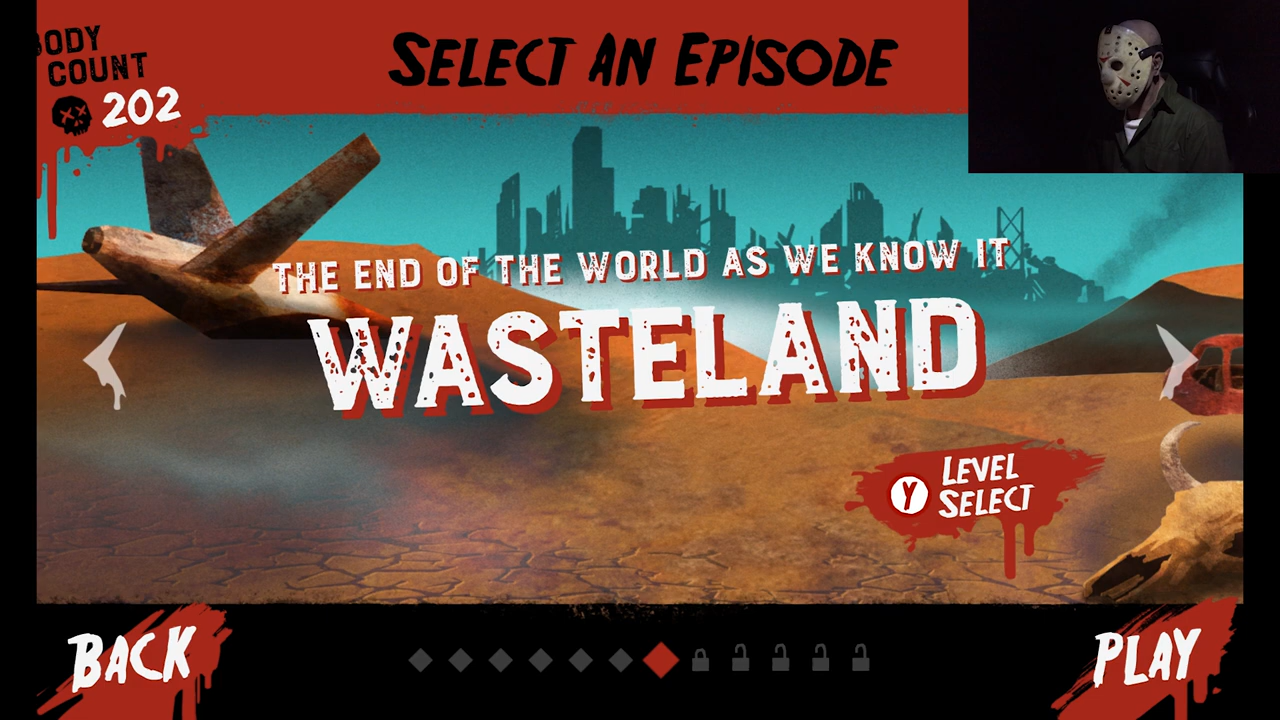 BODY
COUNT
202
SELECT AN EPISODE
THE END OF THE WORLD AS WE KNOW IT
WASTELAND
Y
LEVEL
SELECT
BACK
PLAY